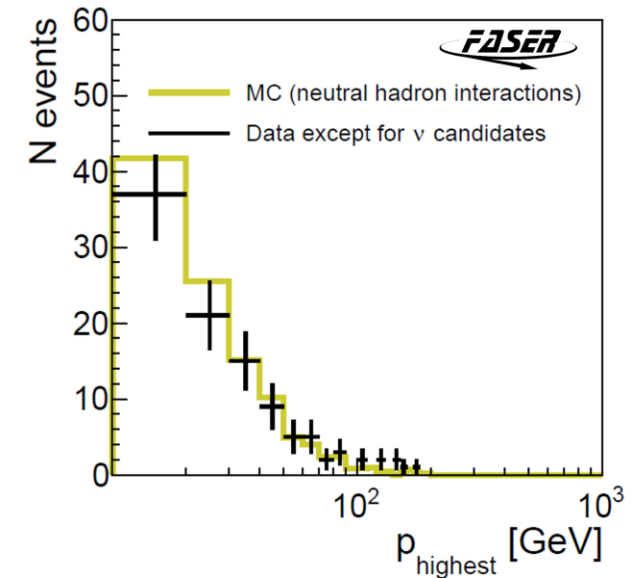 N events
60
50
40
30
20
10
0
FASER
MC (neutral hadron interactions)
Data except for ν candidates
10²
10³
p_highest [GeV]